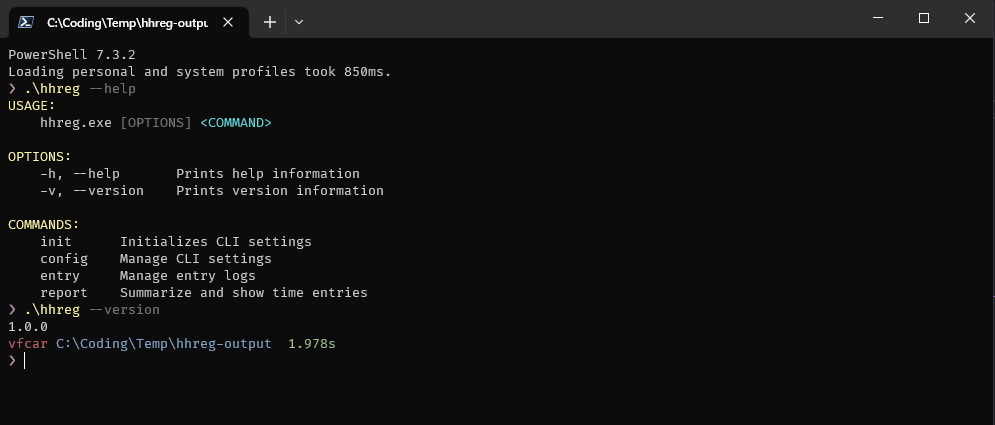 C:\Coding\Temp\hhreg-outpu
PowerShell 7.3.2
Loading personal and system profiles took 850ms.
❯ .\hhreg --help
USAGE:
    hhreg.exe [OPTIONS] <COMMAND>
OPTIONS:
    -h, --help       Prints help information
    -v, --version    Prints version information
COMMANDS:
    init      Initializes CLI settings
    config    Manage CLI settings
    entry     Manage entry logs
    report    Summarize and show time entries
❯ .\hhreg --version
1.0.0
vfcar C:\Coding\Temp\hhreg-output  1.978s
❯